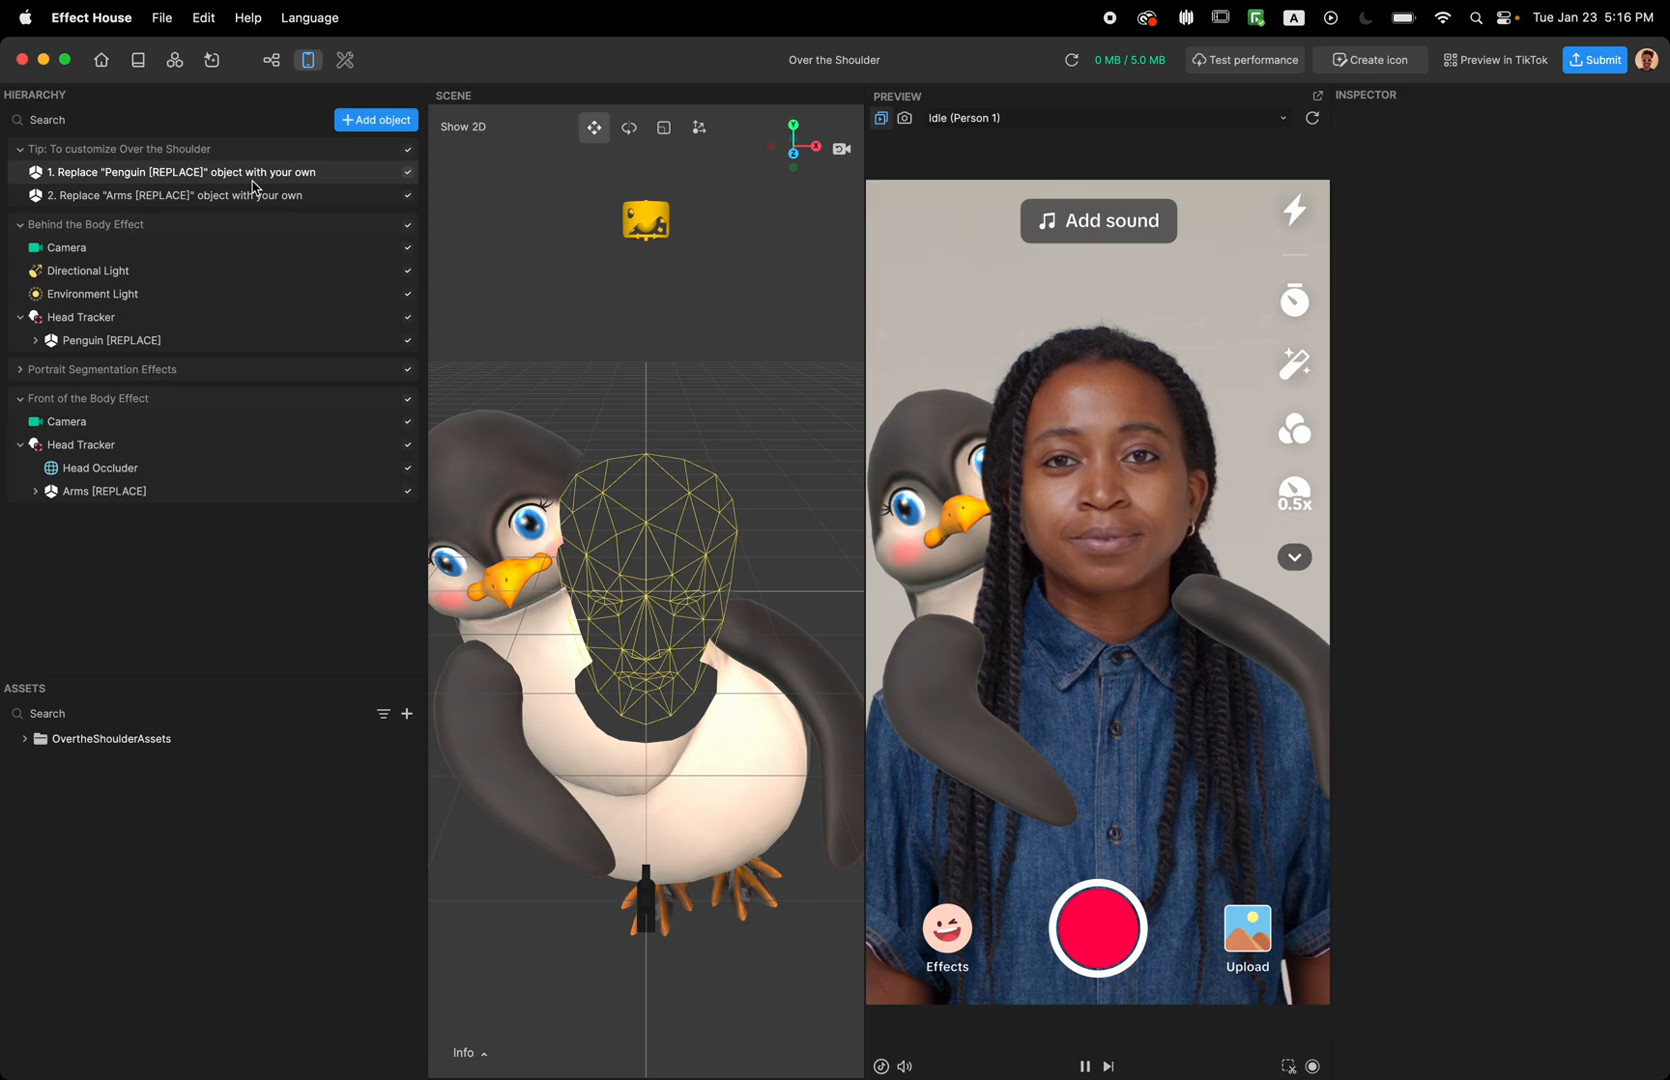 Effect House File Edit Help Language
A
Tue Jan 23 5:16 PM
Over the Shoulder
0 MB / 5.0 MB
Test performance
Create icon
Preview in TikTok
Submit
HIERARCHY
Search
+Add object
Tip: To customize Over the Shoulder
1. Replace "Penguin [REPLACE]" object with your own
2. Replace "Arms [REPLACE]" object with your own
Behind the Body Effect
Camera
Directional Light
Environment Light
Head Tracker
Penguin [REPLACE]
Portrait Segmentation Effects
Front of the Body Effect
Camera
Head Tracker
Head Occluder
Arms [REPLACE]
ASSETS
Search
OvertheShoulderAssets
SCENE
Show 2D
Y
X
Z
Info
PREVIEW
Idle (Person 1)
Add sound
0.5x
Effects
Upload
INSPECTOR